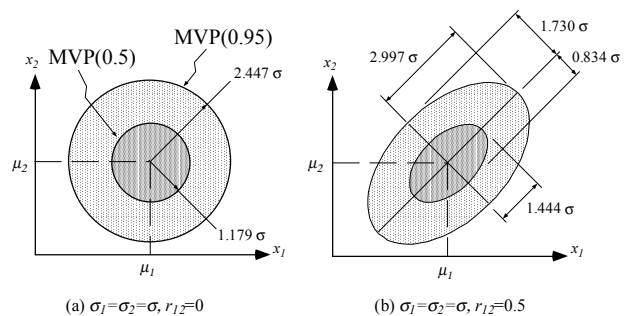 x2
MVP(0.5)
MVP(0.95)
2.447 σ
μ2
1.179 σ
μ1
x1
(a) σ1=σ2=σ, r12=0
x2
2.997 σ
1.730 σ
0.834 σ
μ2
1.444 σ
μ1
x1
(b) σ1=σ2=σ, r12=0.5